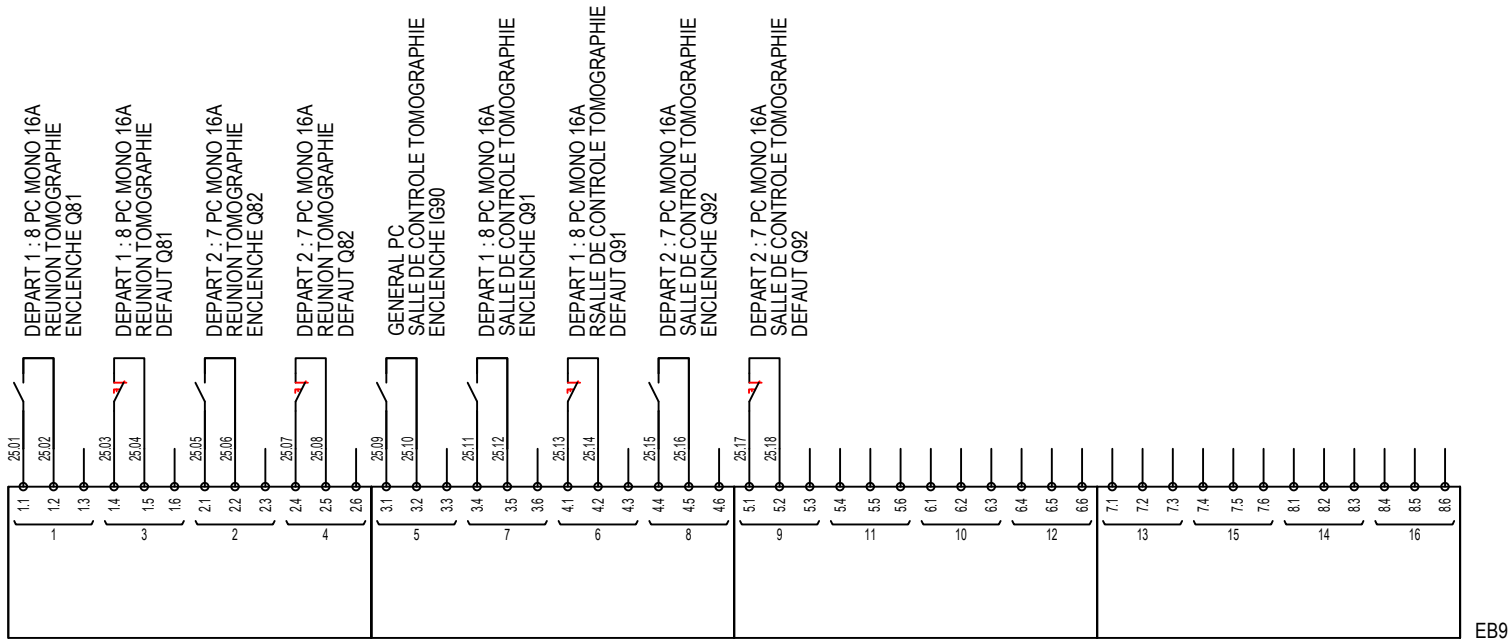 DEPART 1 : 8 PC MONO 16A
REUNION TOMOGRAPHIE
ENCLENCHE Q81
DEPART 1 : 8 PC MONO 16A
REUNION TOMOGRAPHIE
DEFAUT Q81
DEPART 2 : 7 PC MONO 16A
REUNION TOMOGRAPHIE
ENCLENCHE Q82
DEPART 2 : 7 PC MONO 16A
REUNION TOMOGRAPHIE
DEFAUT Q82
GENERAL PC
SALLE DE CONTROLE TOMOGRAPHIE
ENCLENCHE IG90
DEPART 1 : 8 PC MONO 16A
SALLE DE CONTROLE TOMOGRAPHIE
ENCLENCHE Q91
DEPART 1 : 8 PC MONO 16A
RSALLE DE CONTROLE TOMOGRAPHIE
DEFAUT Q91
DEPART 2 : 7 PC MONO 16A
SALLE DE CONTROLE TOMOGRAPHIE
ENCLENCHE Q92
DEPART 2 : 7 PC MONO 16A
SALLE DE CONTROLE TOMOGRAPHIE
DEFAUT Q92
25.01
25.02
25.03
25.04
25.05
25.06
25.07
25.08
25.09
25.10
25.11
25.12
25.13
25.14
25.15
25.16
25.17
25.18
1.1
1.2
1.3
1.4
1.5
1.6
2.1
2.2
2.3
2.4
2.5
2.6
3.1
3.2
3.3
3.4
3.5
3.6
4.1
4.2
4.3
4.4
4.5
4.6
5.1
5.2
5.3
5.4
5.5
5.6
6.1
6.2
6.3
6.4
6.5
6.6
7.1
7.2
7.3
7.4
7.5
7.6
8.1
8.2
8.3
8.4
8.5
8.6
1
3
2
4
5
7
6
8
9
11
10
12
13
15
14
16
EB9